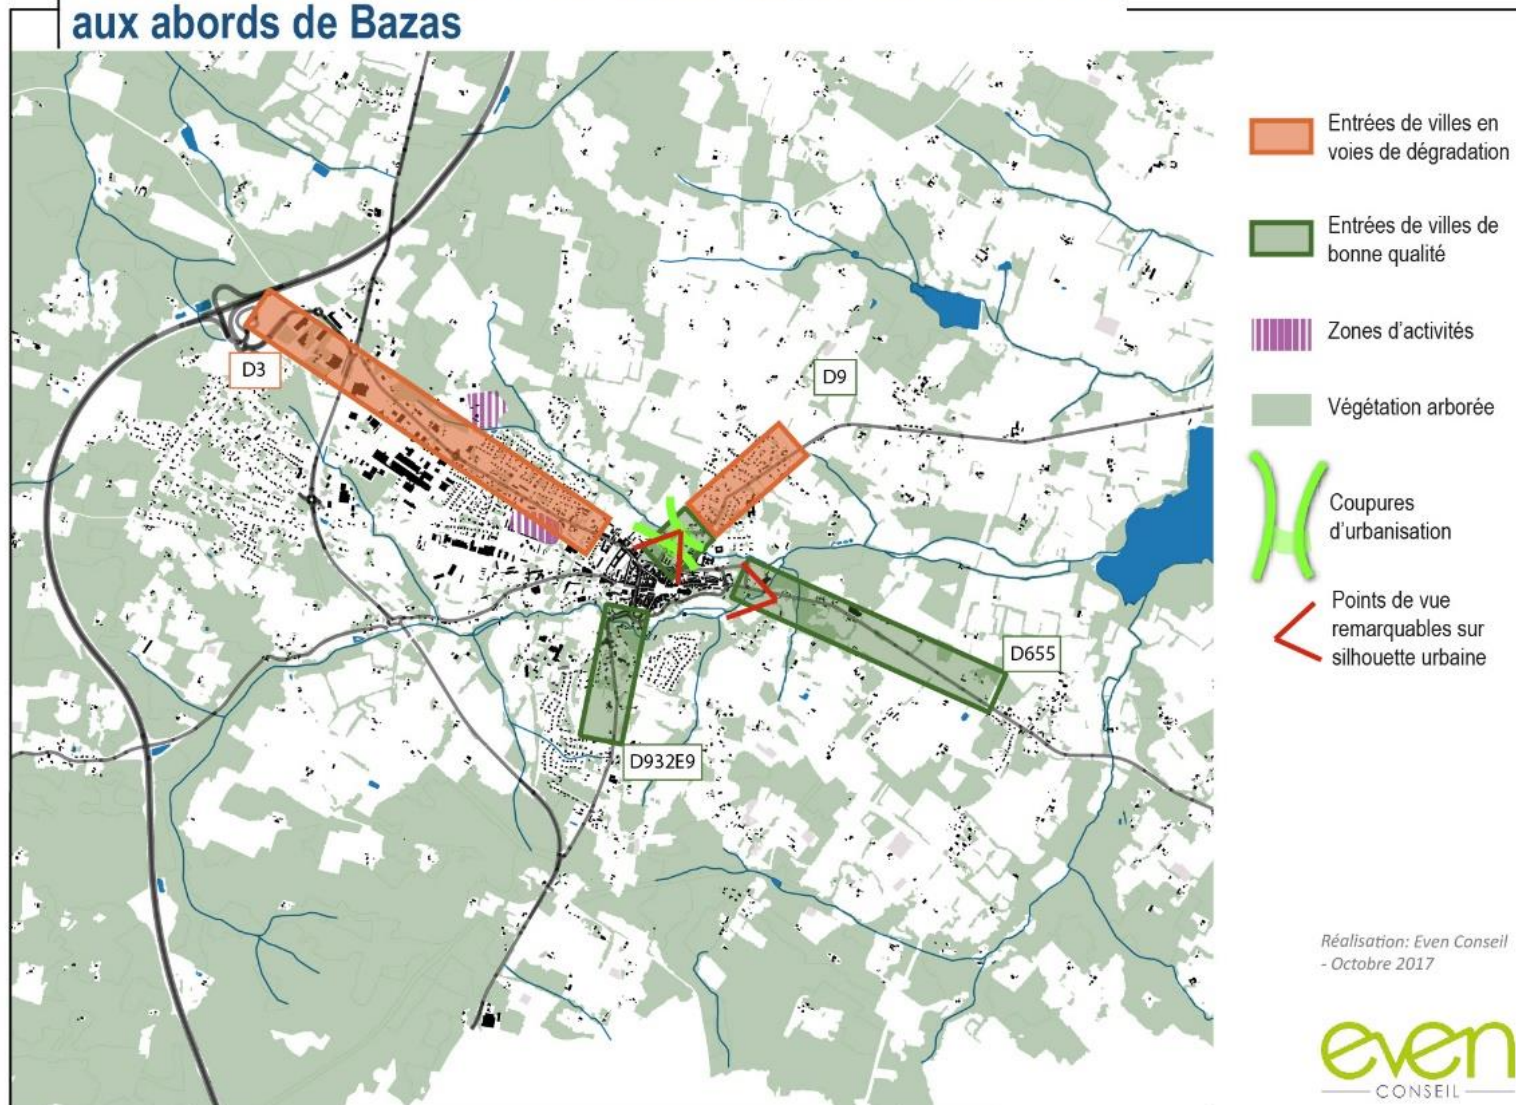 aux abords de Bazas
Entrées de villes en
voies de dégradation
Entrées de villes de
bonne qualité
Zones d'activités
Végétation arborée
Coupures
d'urbanisation
Points de vue
remarquables sur
silhouette urbaine
D3
D9
D655
D932E9
Réalisation: Even Conseil
- Octobre 2017
even
CONSEIL